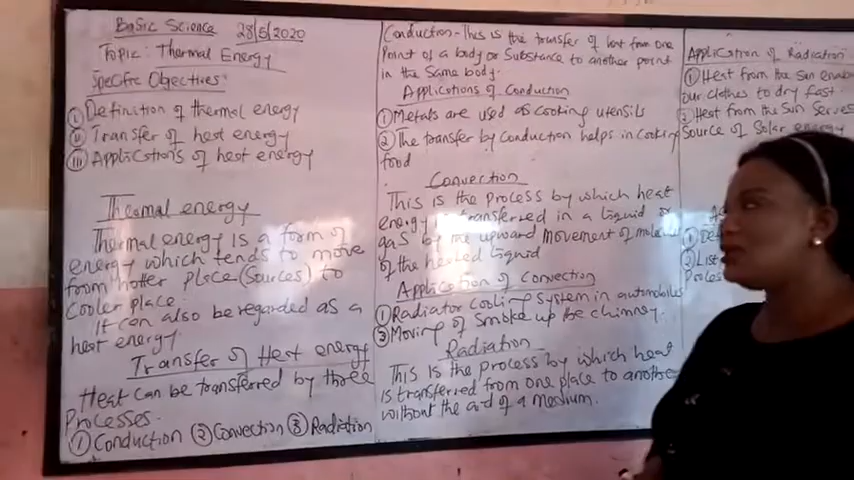 Basic Science 28/5/2020
Topic: Thermal Energy
Specific Objectives:
(i) Definition of thermal energy
(ii) Transfer of heat energy
(iii) Applications of heat energy
Thermal energy
Thermal energy is a form of
energy which tends to move
from hotter place (Sources) to
Cooler place.
It can also be regarded as a
heat energy.
Transfer of Heat energy
Heat can be transferred by three
Processes.
① Conduction ② Convection ③ Radiation
Conduction - This is the transfer of heat from one
Point of a body or Substance to another point
in the Same body.
Applications of Conduction
① Metals are used as Cooking utensils
② The transfer by Conduction helps in Cooking
food
Convection
This is the Process by which heat
energy is transferred in a liquid or
gas by the upward Movement of
of the heated liquid
Application of Convection
① Radiator Cooling System in automobiles
② Moving of Smoke up the chimney.
Radiation
This is the Process by which heat
is transferred from one place to another
without the aid of a medium.
Application of Radiation
① Heat from the Sun
our clothes to dry fast.
② Heat from the Sun Serves
Source of Solar energy
①
② List